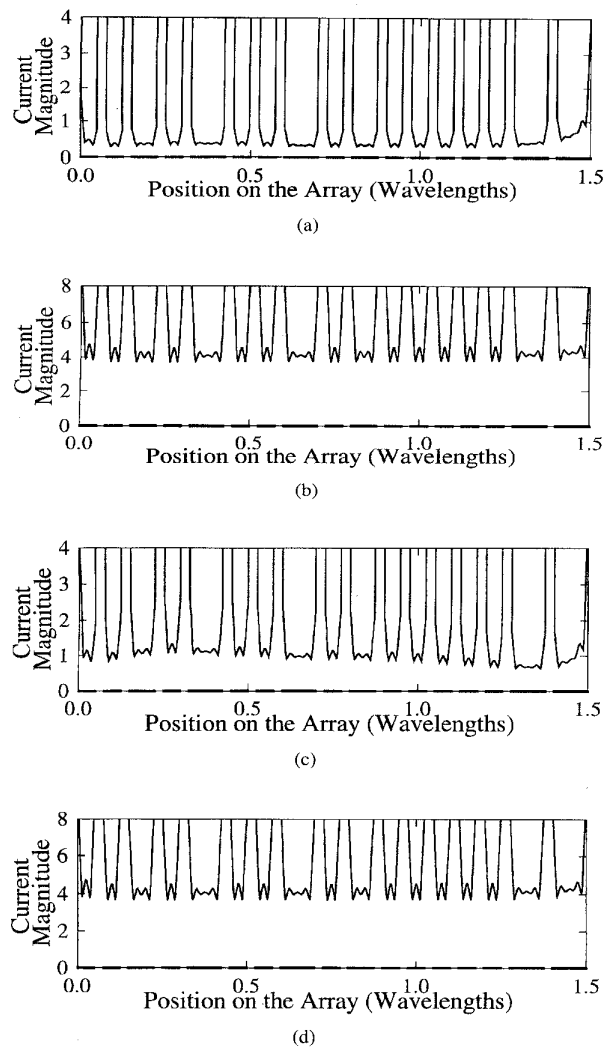 4
3
2
1
0
Current
Magnitude
0.0 0.5 1.0 1.5
Position on the Array (Wavelengths)
(a)
8
6
4
2
0
Current
Magnitude
0.0 0.5 1.0 1.5
Position on the Array (Wavelengths)
(b)
4
3
2
1
0
Current
Magnitude
0.0 0.5 1.0 1.5
Position on the Array (Wavelengths)
(c)
8
6
4
2
0
Current
Magnitude
0.0 0.5 1.0 1.5
Position on the Array (Wavelengths)
(d)